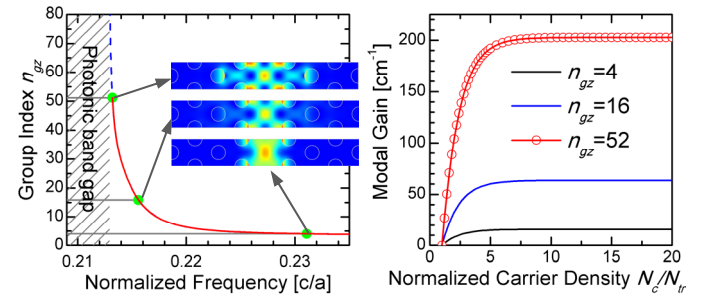 80
70
60
50
40
30
20
10
0
Group Index n_gz
Photonic band gap
0.21
0.22
0.23
Normalized Frequency [c/a]
200
150
100
50
0
Modal Gain [cm⁻¹]
n_gz=4
n_gz=16
n_gz=52
0
5
10
15
20
Normalized Carrier Density N_c/N_tr